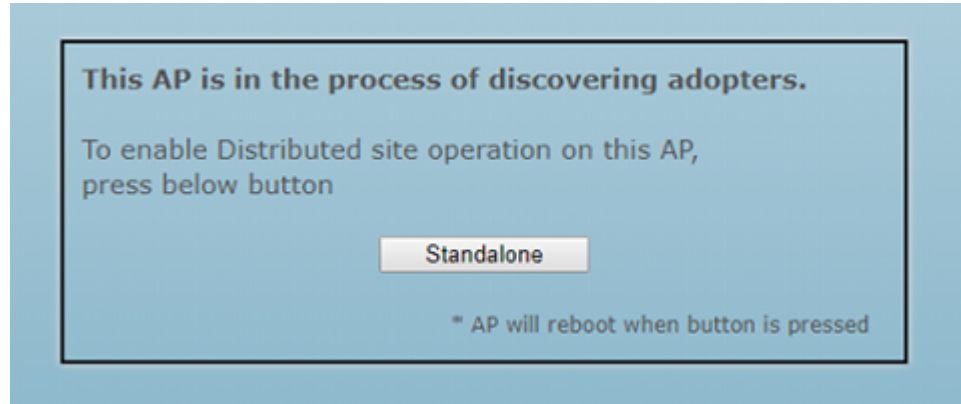 This AP is in the process of discovering adopters.
To enable Distributed site operation on this AP,
press below button
Standalone
* AP will reboot when button is pressed